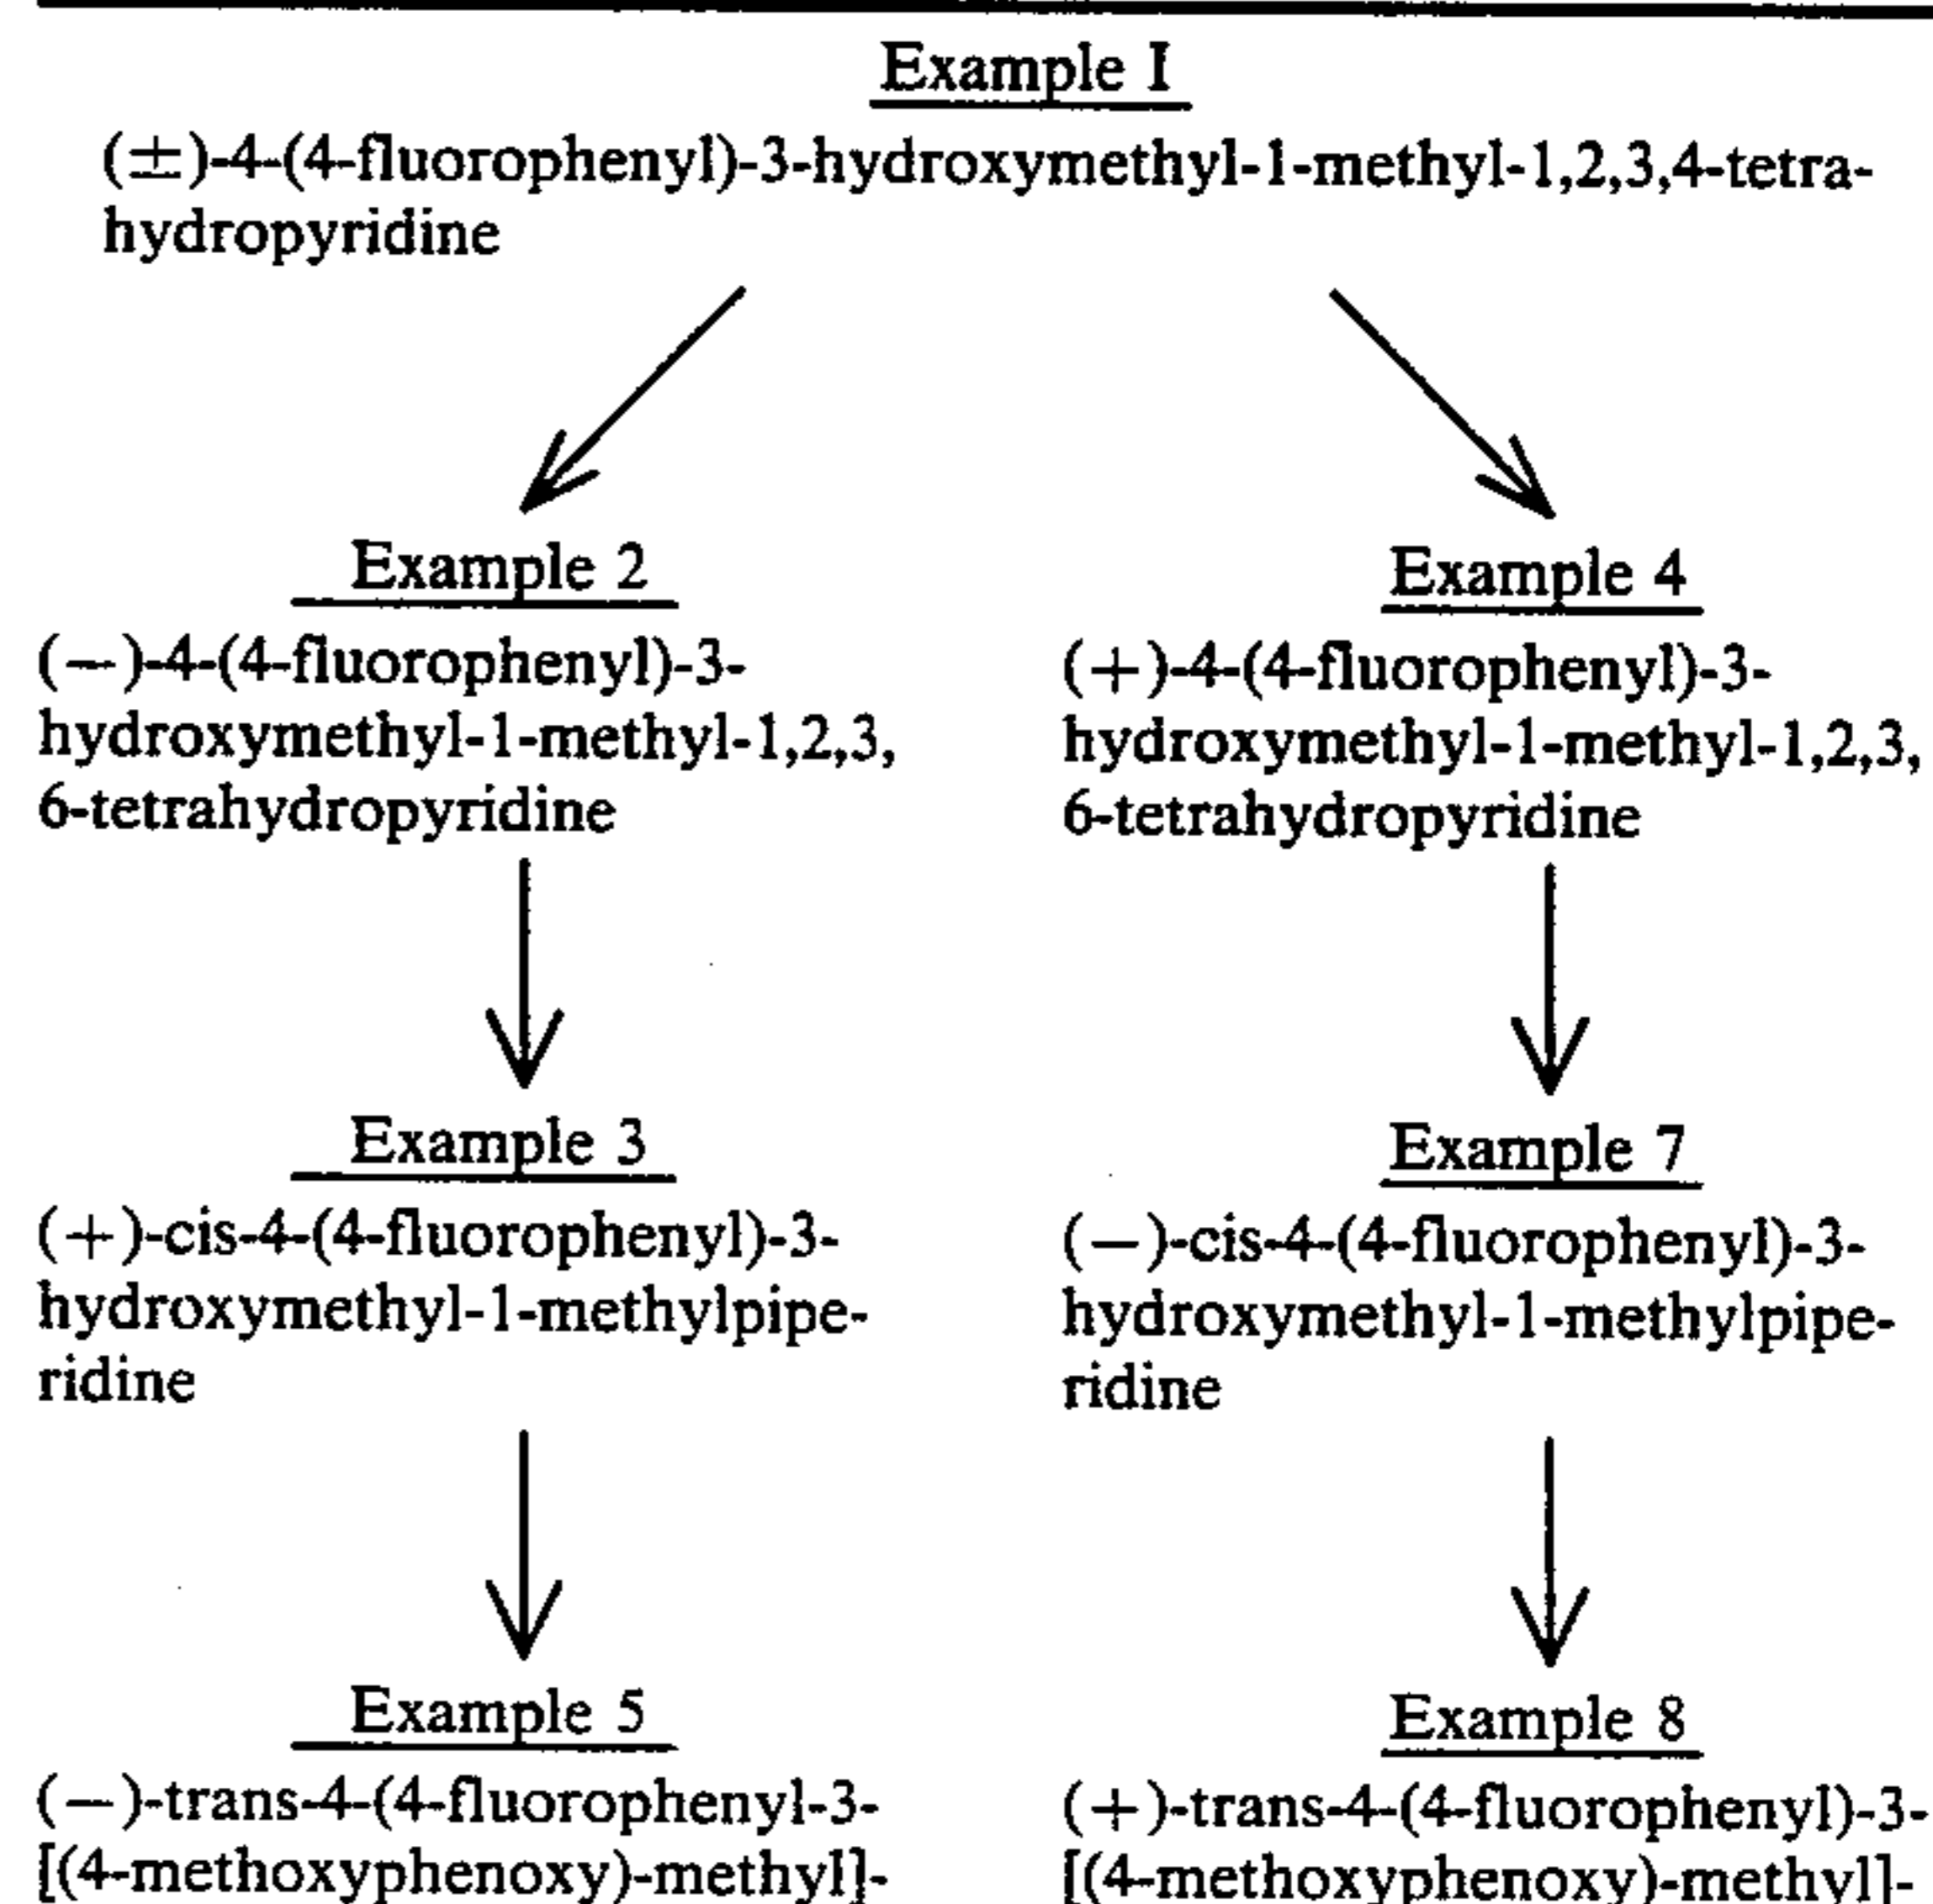 Example I
(±)-4-(4-fluorophenyl)-3-hydroxymethyl-1-methyl-1,2,3,4-tetra-
hydropyridine
Example 2
(−)-4-(4-fluorophenyl)-3-
hydroxymethyl-1-methyl-1,2,3,
6-tetrahydropyridine
Example 4
(+)-4-(4-fluorophenyl)-3-
hydroxymethyl-1-methyl-1,2,3,
6-tetrahydropyridine
Example 3
(+)-cis-4-(4-fluorophenyl)-3-
hydroxymethyl-1-methylpipe-
ridine
Example 7
(−)-cis-4-(4-fluorophenyl)-3-
hydroxymethyl-1-methylpipe-
ridine
Example 5
(−)-trans-4-(4-fluorophenyl-3-
[(4-methoxyphenoxy)-methyl]-
Example 8
(+)-trans-4-(4-fluorophenyl)-3-
[(4-methoxyphenoxy)-methyl]-